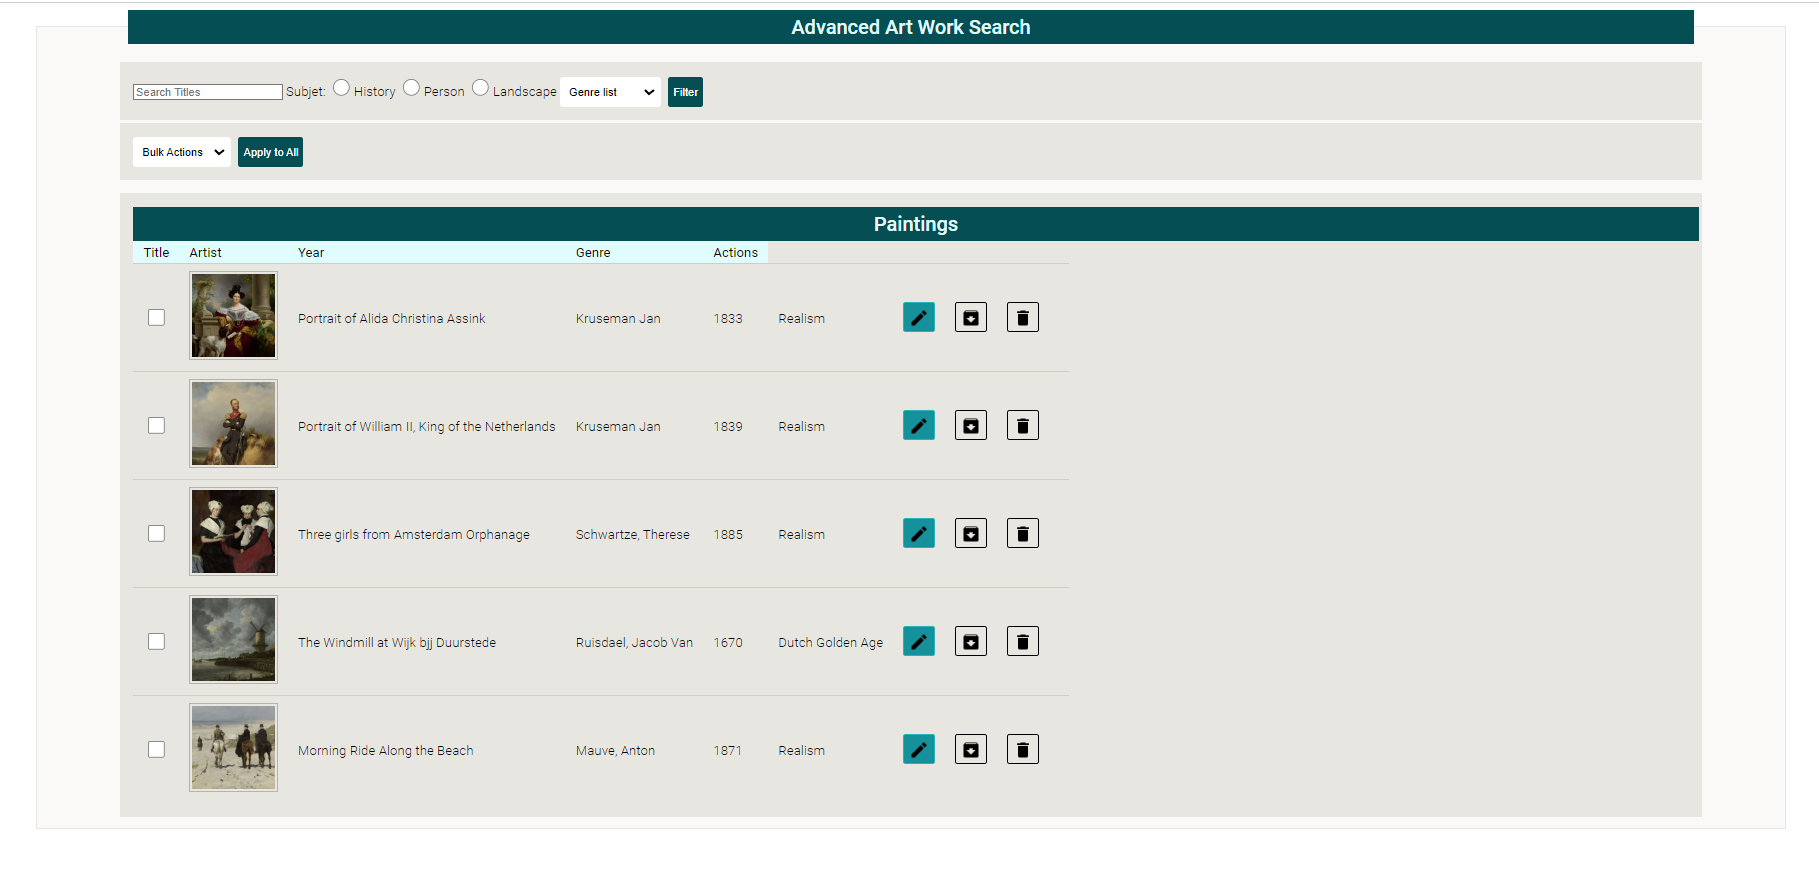 Advanced Art Work Search
Search Titles Subjet: History Person Landscape Genre list Filter
Bulk Actions Apply to All
Paintings
Title Artist Year Genre Actions
Portrait of Alida Christina Assink Kruseman Jan 1833 Realism
Portrait of William II, King of the Netherlands Kruseman Jan 1839 Realism
Three girls from Amsterdam Orphanage Schwartze, Therese 1885 Realism
The Windmill at Wijk bjj Duurstede Ruisdael, Jacob Van 1670 Dutch Golden Age
Morning Ride Along the Beach Mauve, Anton 1871 Realism